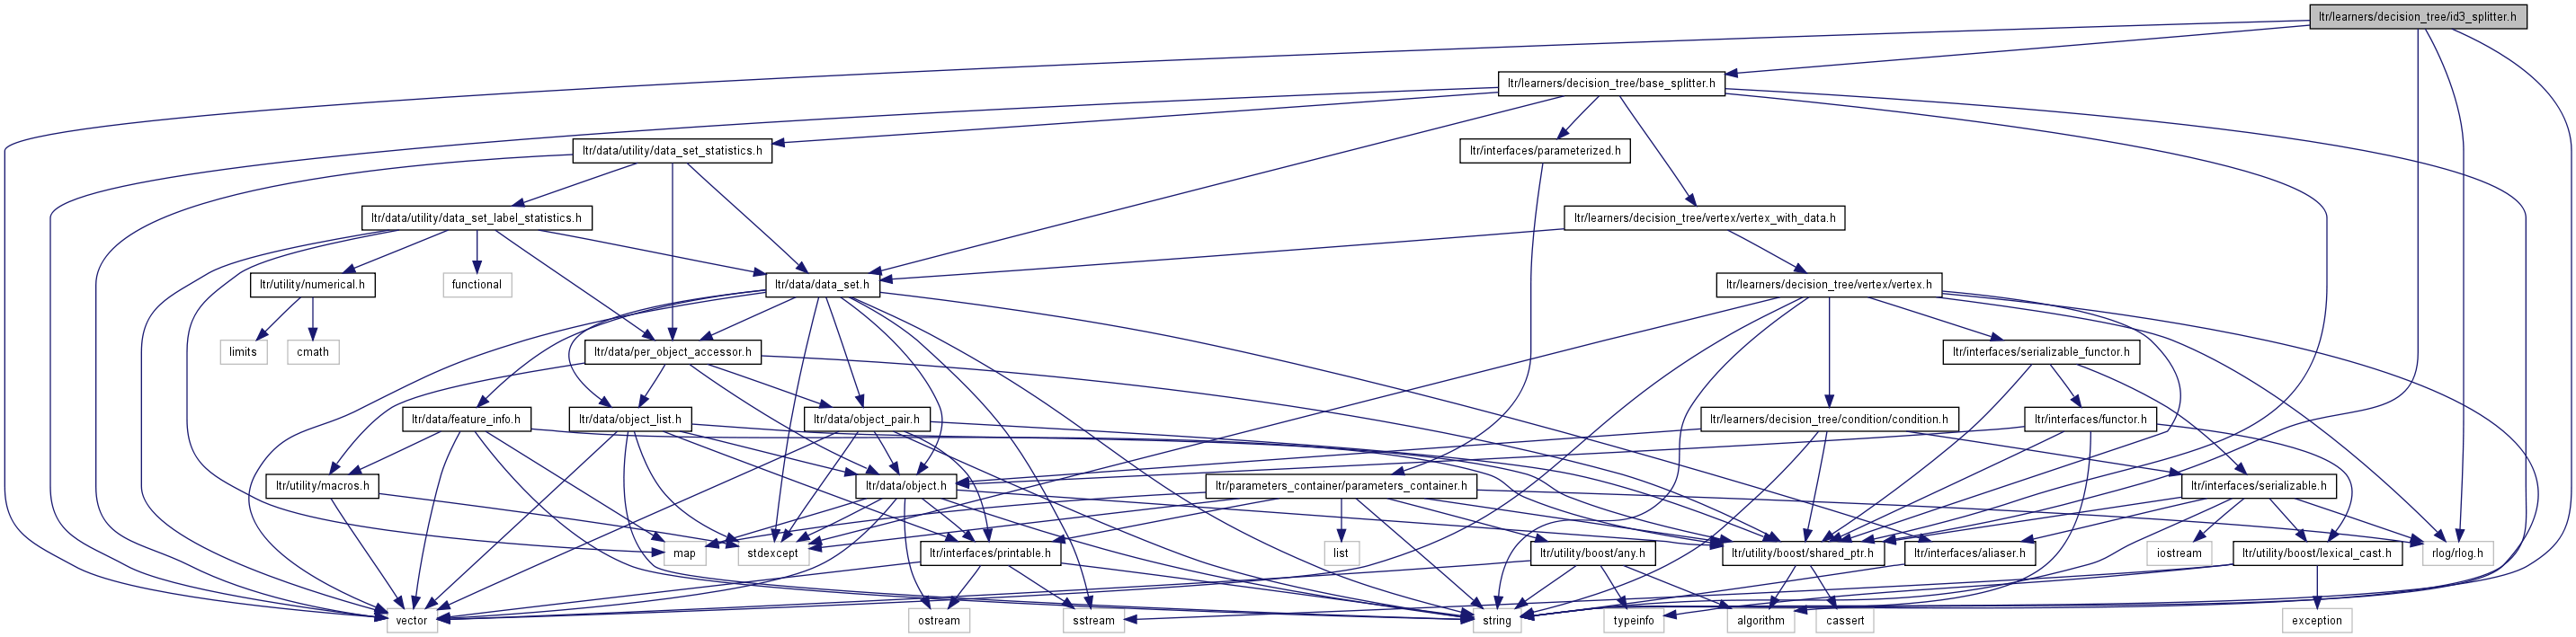 ltr/learners/decision_tree/id3_splitter.h
ltr/learners/decision_tree/base_splitter.h
ltr/data/utility/data_set_statistics.h
ltr/interfaces/parameterized.h
ltr/data/utility/data_set_label_statistics.h
ltr/learners/decision_tree/vertex/vertex_with_data.h
ltr/utility/numerical.h
functional
ltr/data/data_set.h
ltr/learners/decision_tree/vertex/vertex.h
limits
cmath
ltr/data/per_object_accessor.h
ltr/interfaces/serializable_functor.h
ltr/data/feature_info.h
ltr/data/object_list.h
ltr/data/object_pair.h
ltr/learners/decision_tree/condition/condition.h
ltr/interfaces/functor.h
ltr/utility/macros.h
ltr/data/object.h
ltr/parameters_container/parameters_container.h
ltr/interfaces/serializable.h
map
stdexcept
ltr/interfaces/printable.h
list
ltr/utility/boost/any.h
ltr/utility/boost/shared_ptr.h
ltr/interfaces/aliaser.h
iostream
ltr/utility/boost/lexical_cast.h
rlog/rlog.h
vector
ostream
sstream
string
typeinfo
algorithm
cassert
exception